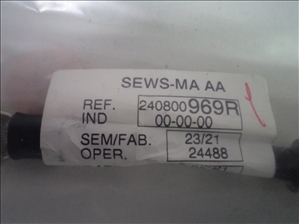 SEWS-MA AA
REF. 240800969R
IND 00-00-00
SEM/FAB. 23/21
OPER. 24488